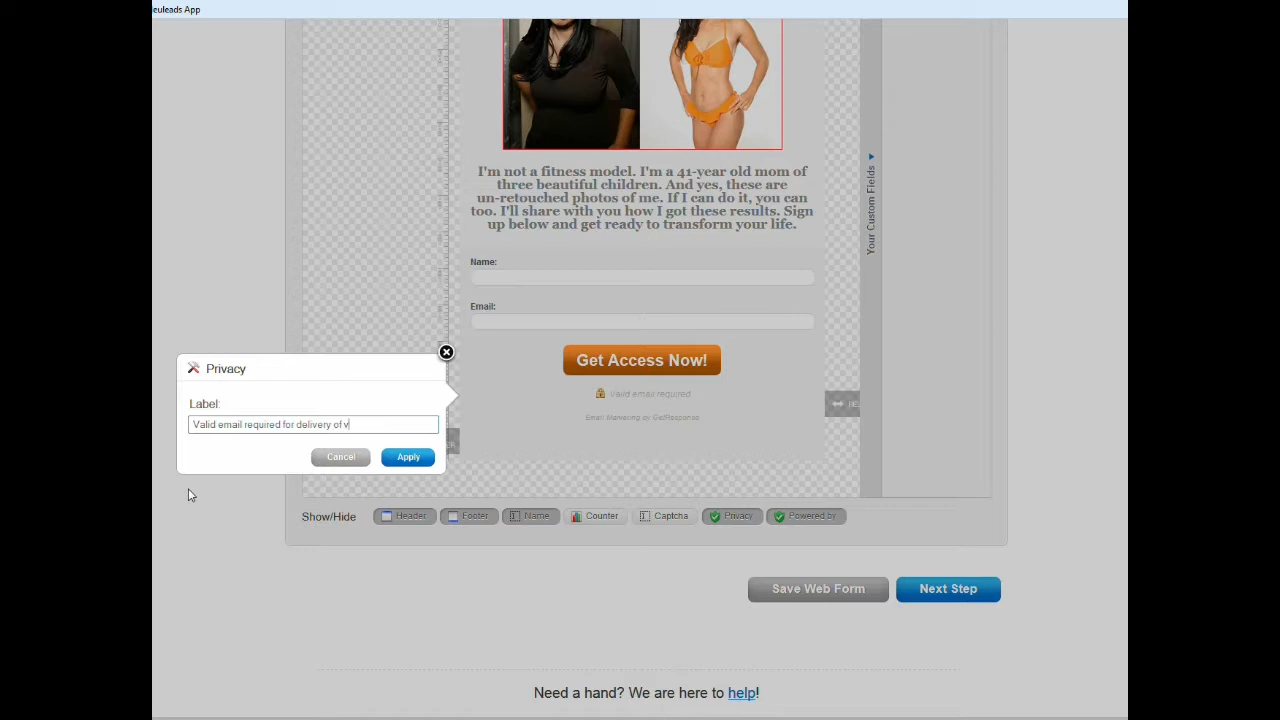 euleads App
I'm not a fitness model. I'm a 41-year old mom of
three beautiful children. And yes, these are
un-retouched photos of me. If I can do it, you can
too. I'll share with you how I got these results. Sign
up below and get ready to transform your life.
Your Custom Fields
Name:
Email:
Get Access Now!
Valid email required
Email Marketing by GetResponse
Privacy
Label:
Valid email required for delivery of v
Cancel
Apply
Show/Hide
Header
Footer
Name
Counter
Captcha
Privacy
Powered by
Save Web Form
Next Step
Need a hand? We are here to help!